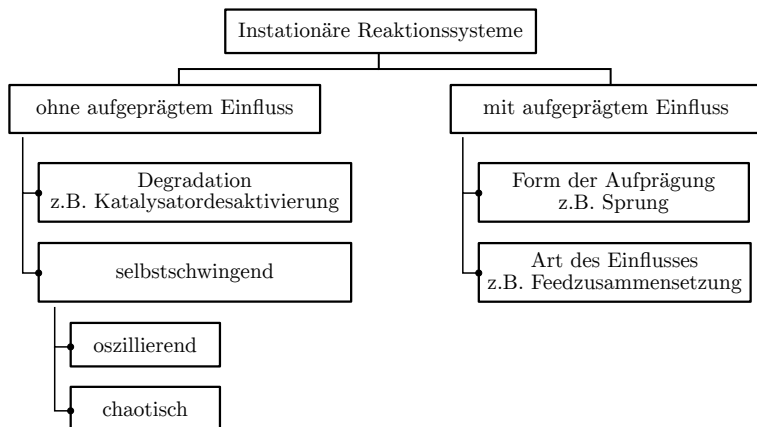 Instationäre Reaktionssysteme
ohne aufgeprägtem Einfluss
mit aufgeprägtem Einfluss
Degradation
z.B. Katalysatordesaktivierung
Form der Aufprägung
z.B. Sprung
selbstschwingend
Art des Einflusses
z.B. Feedzusammensetzung
oszillierend
chaotisch